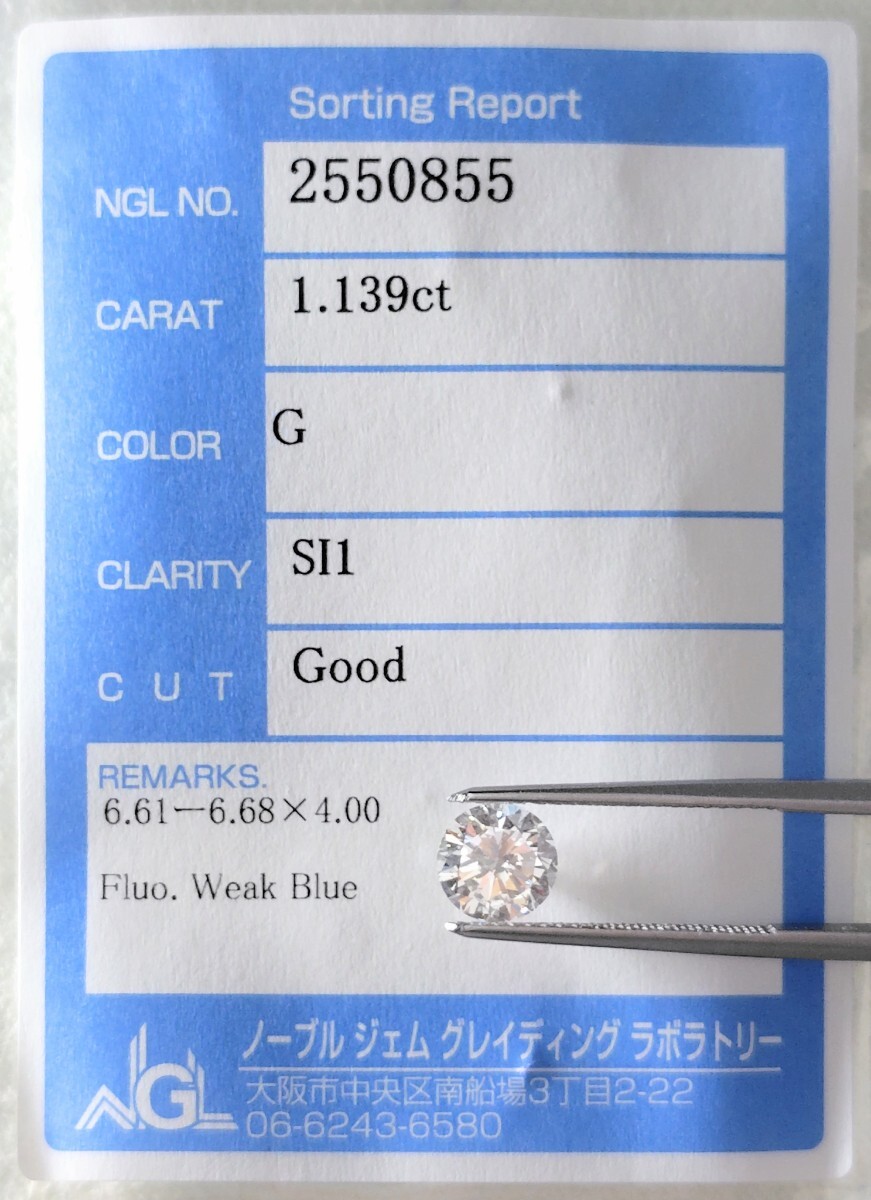 Sorting Report
NGL NO. 2550855
CARAT 1.139ct
COLOR G
CLARITY SI1
CUT Good
REMARKS.
6.61−6.68×4.00
Fluo. Weak Blue
NGL
ノーブル ジェム グレイディング ラボラトリー
大阪市中央区南船場3丁目2-22
06-6243-6580